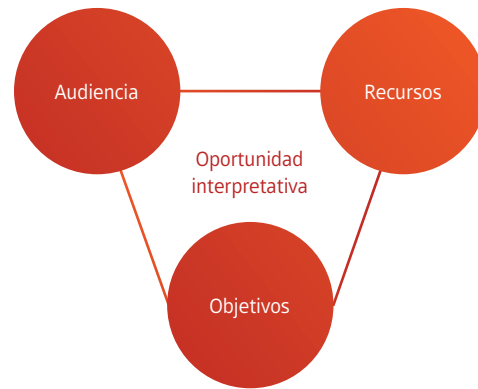 Audiencia
Recursos
Oportunidad
interpretativa
Objetivos